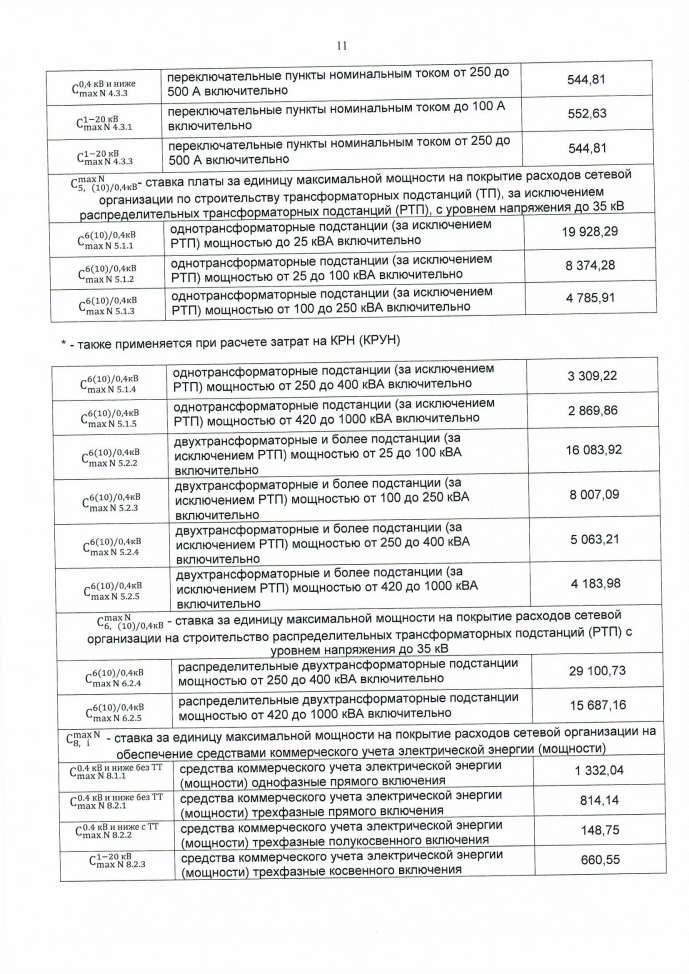 11
C 0,4 кВ и ниже max N 4.3.3 переключательные пункты номинальным током от 250 до 544,81
500 А включительно
C 1−20 кВ max N 4.3.1 переключательные пункты номинальным током до 100 А 552,63
включительно
C 1−20 кВ max N 4.3.3 переключательные пункты номинальным током от 250 до 544,81
500 А включительно
C max N 5, (10)/0,4кВ - ставка платы за единицу максимальной мощности на покрытие расходов сетевой
организации по строительству трансформаторных подстанций (ТП), за исключением
распределительных трансформаторных подстанций (РТП), с уровнем напряжения до 35 кВ
C 6(10)/0,4кВ max N 5.1.1 однотрансформаторные подстанции (за исключением 19 928,29
РТП) мощностью до 25 кВА включительно
C 6(10)/0,4кВ max N 5.1.2 однотрансформаторные подстанции (за исключением 8 374,28
РТП) мощностью от 25 до 100 кВА включительно
C 6(10)/0,4кВ max N 5.1.3 однотрансформаторные подстанции (за исключением 4 785,91
РТП) мощностью от 100 до 250 кВА включительно
* - также применяется при расчете затрат на КРН (КРУН)
C 6(10)/0,4кВ max N 5.1.4 однотрансформаторные подстанции (за исключением 3 309,22
РТП) мощностью от 250 до 400 кВА включительно
C 6(10)/0,4кВ max N 5.1.5 однотрансформаторные подстанции (за исключением 2 869,86
РТП) мощностью от 420 до 1000 кВА включительно
C 6(10)/0,4кВ max N 5.2.2 двухтрансформаторные и более подстанции (за 16 083,92
исключением РТП) мощностью от 25 до 100 кВА
включительно
C 6(10)/0,4кВ max N 5.2.3 двухтрансформаторные и более подстанции (за 8 007,09
исключением РТП) мощностью от 100 до 250 кВА
включительно
C 6(10)/0,4кВ max N 5.2.4 двухтрансформаторные и более подстанции (за 5 063,21
исключением РТП) мощностью от 250 до 400 кВА
включительно
C 6(10)/0,4кВ max N 5.2.5 двухтрансформаторные и более подстанции (за 4 183,98
исключением РТП) мощностью от 420 до 1000 кВА
включительно
C max N 6, (10)/0,4кВ - ставка за единицу максимальной мощности на покрытие расходов сетевой
организации на строительство распределительных трансформаторных подстанций (РТП) с
уровнем напряжения до 35 кВ
C 6(10)/0,4кВ max N 6.2.4 распределительные двухтрансформаторные подстанции 29 100,73
мощностью от 250 до 400 кВА включительно
C 6(10)/0,4кВ max N 6.2.5 распределительные двухтрансформаторные подстанции 15 687,16
мощностью от 420 до 1000 кВА включительно
C max N 8, i - ставка за единицу максимальной мощности на покрытие расходов сетевой организации на
обеспечение средствами коммерческого учета электрической энергии (мощности)
C 0.4 кВ и ниже без ТТ max N 8.1.1 средства коммерческого учета электрической энергии 1 332,04
(мощности) однофазные прямого включения
C 0.4 кВ и ниже без ТТ max N 8.2.1 средства коммерческого учета электрической энергии 814,14
(мощности) трехфазные прямого включения
C 0.4 кВ и ниже с ТТ max N 8.2.2 средства коммерческого учета электрической энергии 148,75
(мощности) трехфазные полукосвенного включения
C 1−20 кВ max N 8.2.3 средства коммерческого учета электрической энергии 660,55
(мощности) трехфазные косвенного включения